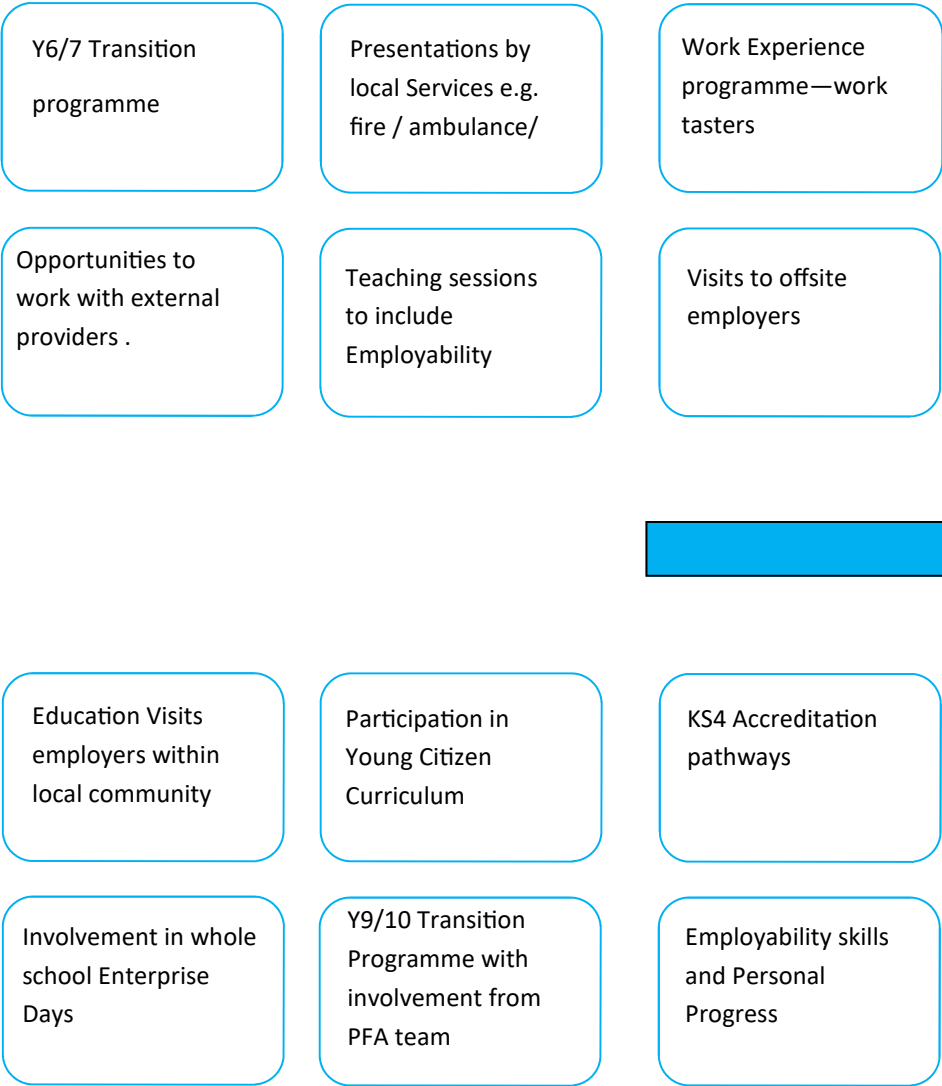 Y6/7 Transition
programme
Presentations by
local Services e.g.
fire / ambulance/
Work Experience
programme—work
tasters
Opportunities to
work with external
providers .
Teaching sessions
to include
Employability
Visits to offsite
employers
Education Visits
employers within
local community
Participation in
Young Citizen
Curriculum
KS4 Accreditation
pathways
Involvement in whole
school Enterprise
Days
Y9/10 Transition
Programme with
involvement from
PFA team
Employability skills
and Personal
Progress